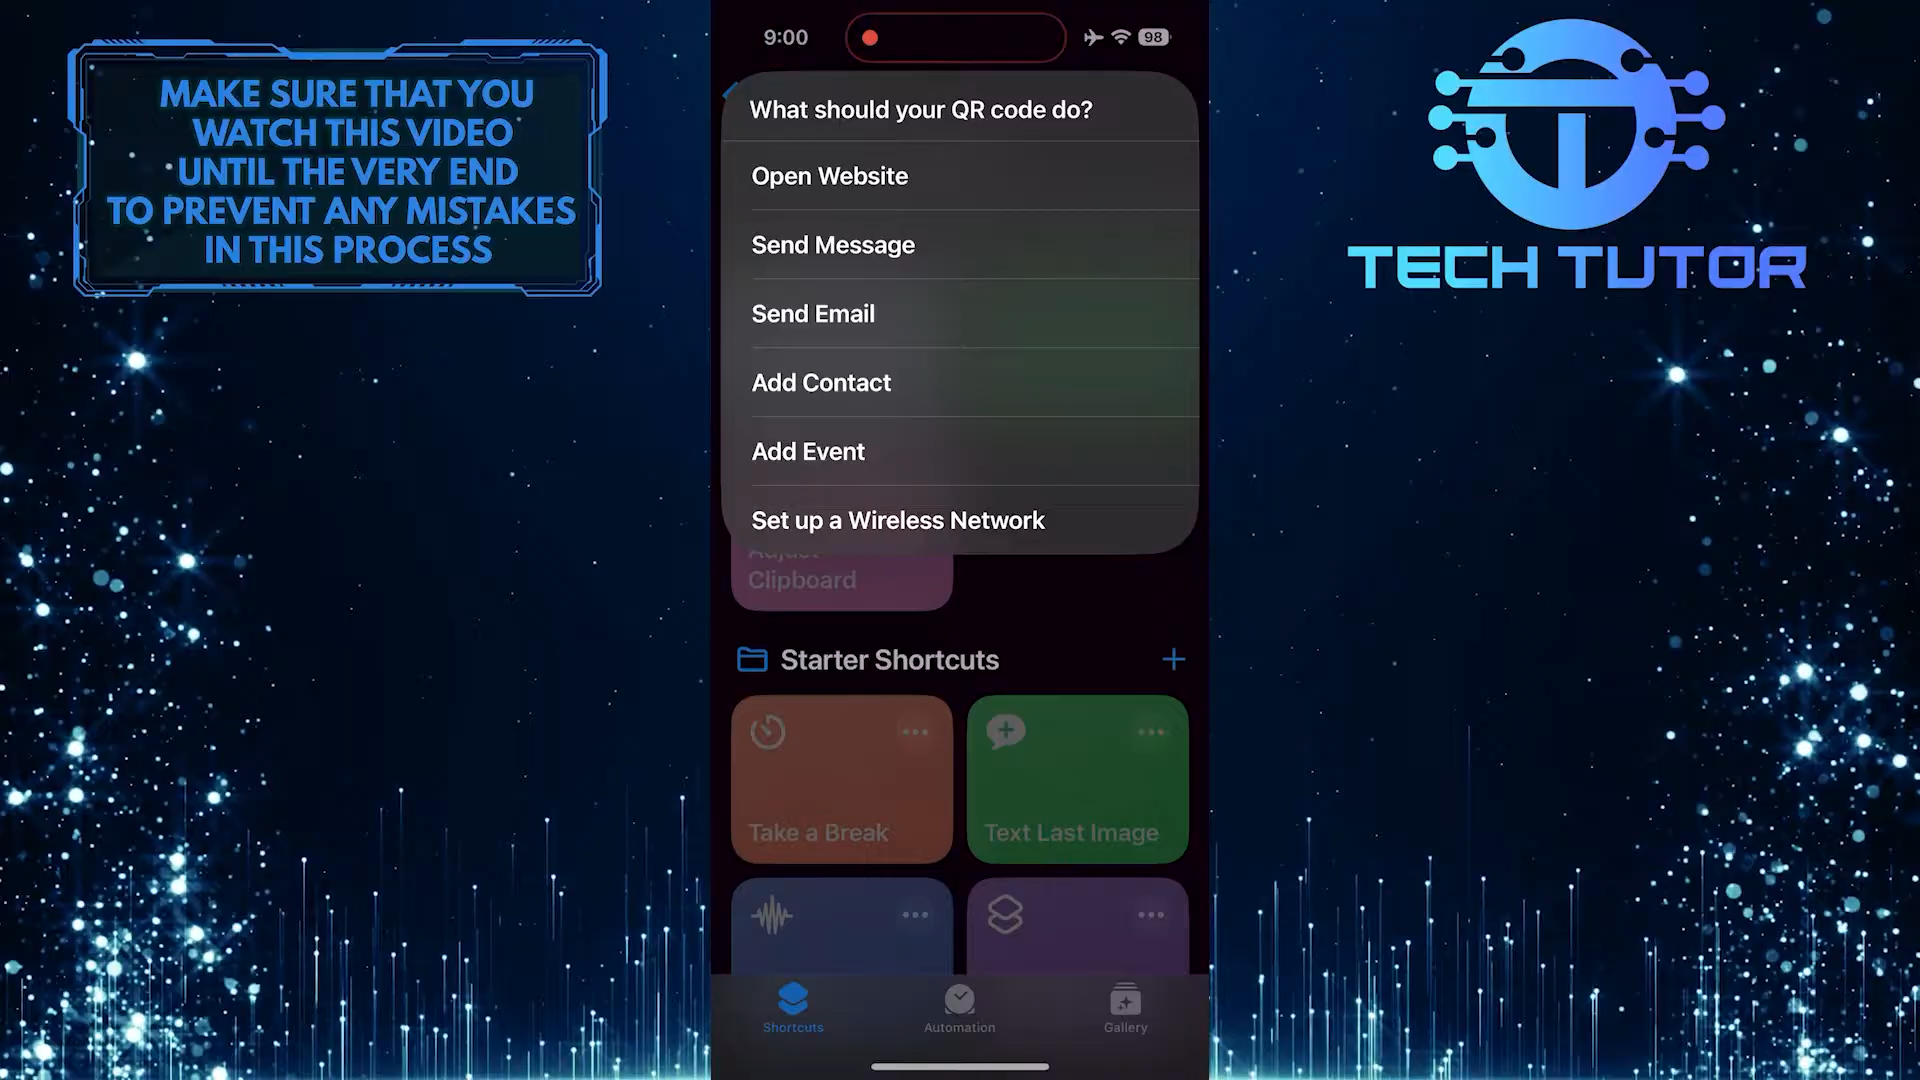 MAKE SURE THAT YOU
WATCH THIS VIDEO
UNTIL THE VERY END
TO PREVENT ANY MISTAKES
IN THIS PROCESS
9:00
98
What should your QR code do?
Open Website
Send Message
Send Email
Add Contact
Add Event
Set up a Wireless Network
Adjust
Clipboard
Starter Shortcuts
Take a Break
Text Last Image
Shortcuts
Automation
Gallery
TECH TUTOR